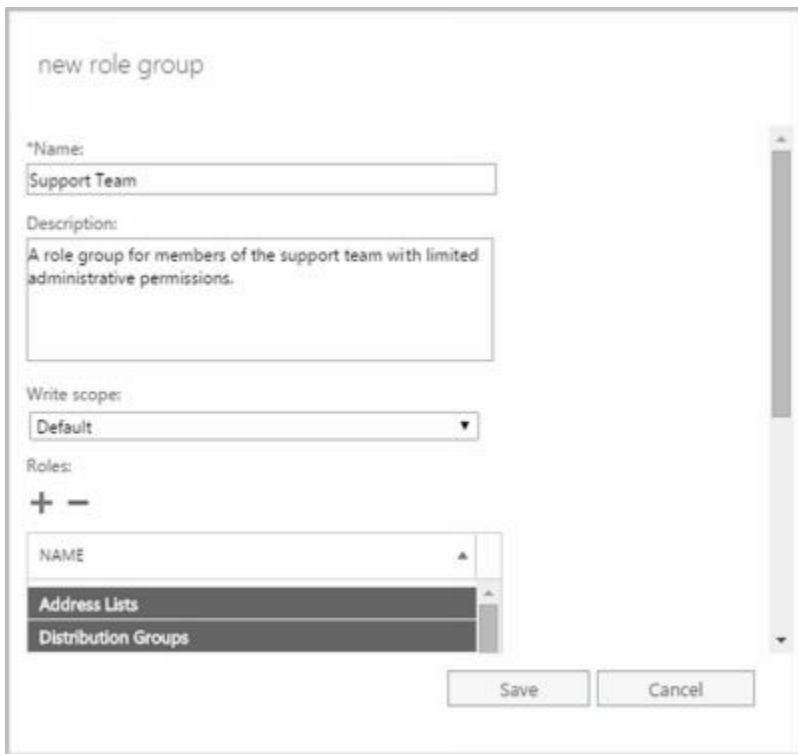 new role group
*Name:
Support Team
Description:
A role group for members of the support team with limited
administrative permissions.
Write scope:
Default
Roles:
NAME
Address Lists
Distribution Groups
Save Cancel